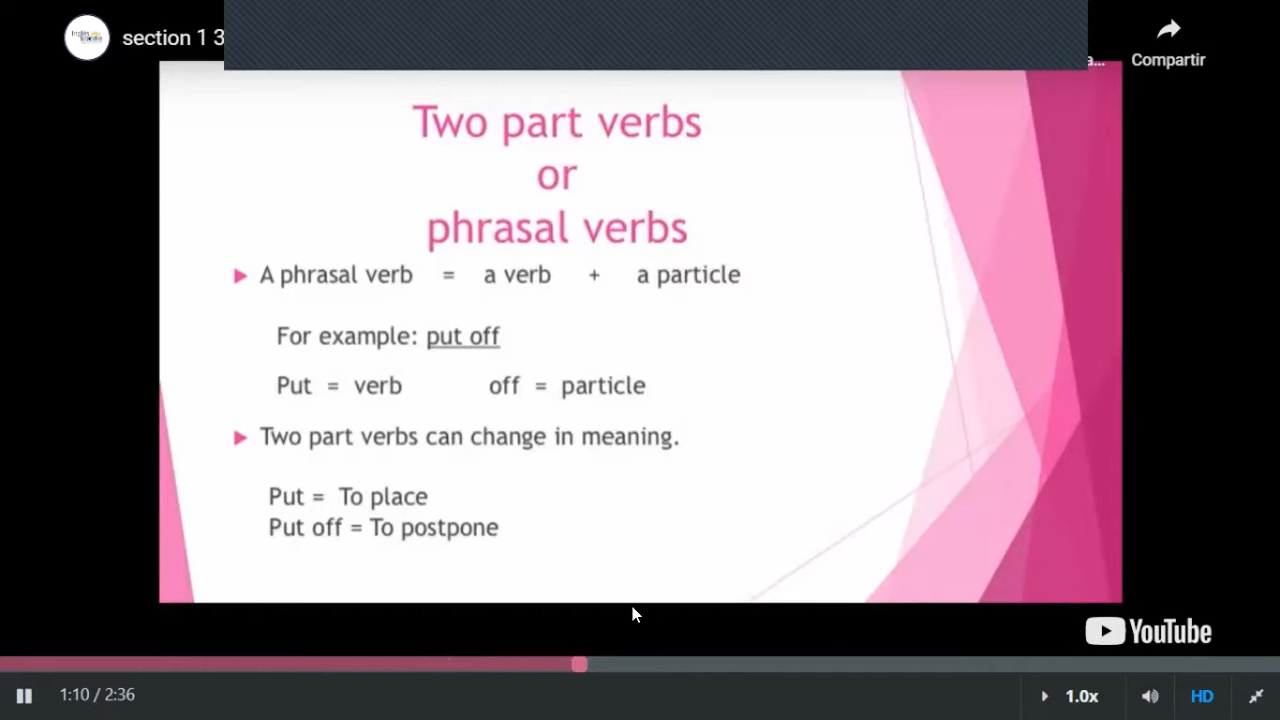 section 1 3
a...
Compartir
Two part verbs
or
phrasal verbs
A phrasal verb = a verb + a particle
For example: put off
Put = verb off = particle
Two part verbs can change in meaning.
Put = To place
Put off = To postpone
YouTube
1:10 / 2:36
1.0x
HD